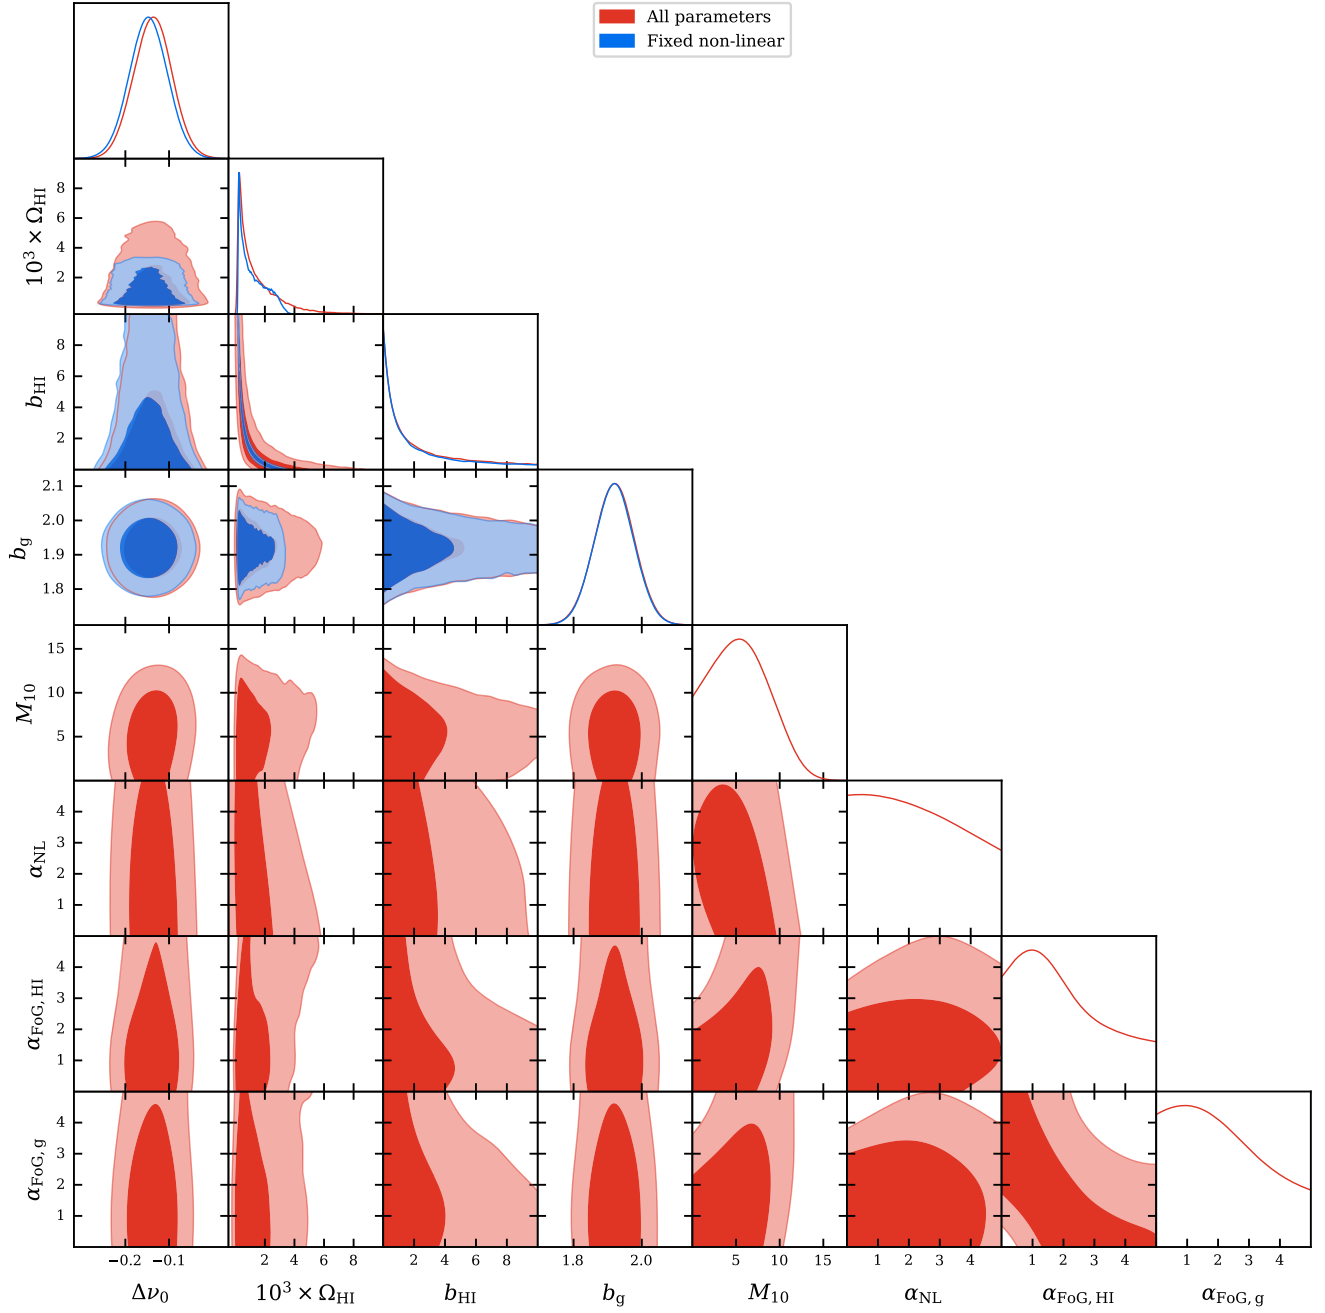 All parameters
Fixed non-linear
10³ × Ω_HI
8
6
4
2
b_HI
8
6
4
2
b_g
2.1
2.0
1.9
1.8
M_10
15
10
5
α_NL
4
3
2
1
α_FoG, HI
4
3
2
1
α_FoG, g
4
3
2
1
−0.2 −0.1 2 4 6 8 2 4 6 8 1.8 2.0 5 10 15 1 2 3 4 1 2 3 4 1 2 3 4
Δν_0 10³ × Ω_HI b_HI b_g M_10 α_NL α_FoG, HI α_FoG, g